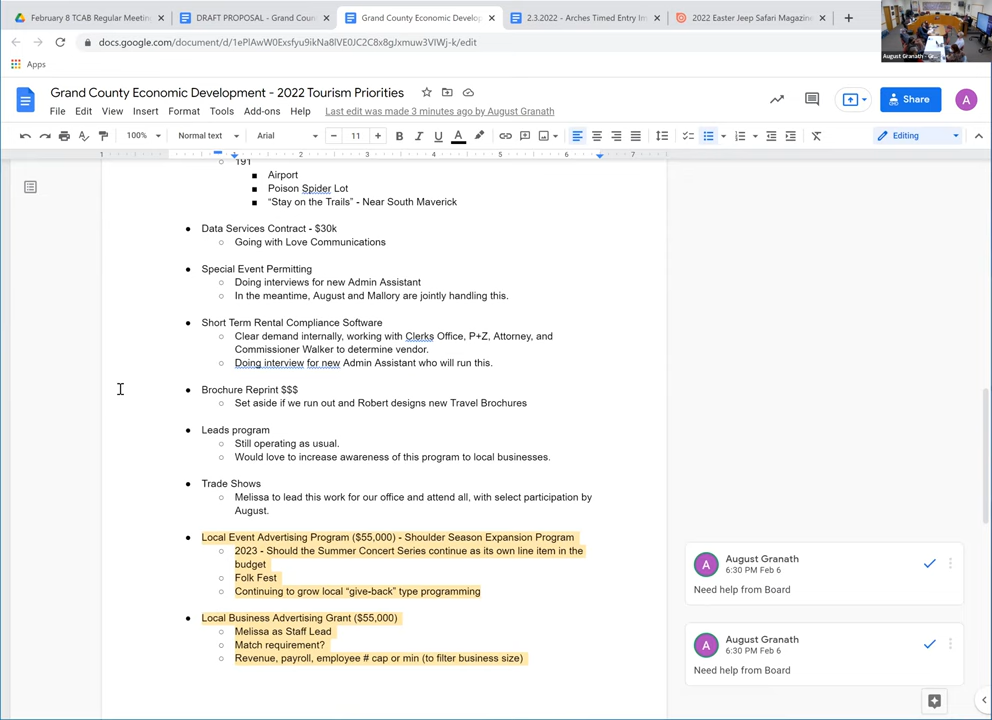 February 8 TCAB Regular Meetin
DRAFT PROPOSAL - Grand Coun
Grand County Economic Develop
2.3.2022 - Arches Timed Entry Im
2022 Easter Jeep Safari Magazine
docs.google.com/document/d/1ePlAwW0Exsfyu9ikNa8lVE0JC2C8x8gJxmuw3VIWj-k/edit
August Granath - Gr...
Apps
Grand County Economic Development - 2022 Tourism Priorities
File Edit View Insert Format Tools Add-ons Help Last edit was made 3 minutes ago by August Granath
Share
A
100% Normal text Arial 11 B I U A Editing
1 1 2 3 4 5 6 7
191
Airport
Poison Spider Lot
“Stay on the Trails” - Near South Maverick
Data Services Contract - $30k
Going with Love Communications
Special Event Permitting
Doing interviews for new Admin Assistant
In the meantime, August and Mallory are jointly handling this.
Short Term Rental Compliance Software
Clear demand internally, working with Clerks Office, P+Z, Attorney, and
Commissioner Walker to determine vendor.
Doing interview for new Admin Assistant who will run this.
Brochure Reprint $$$
Set aside if we run out and Robert designs new Travel Brochures
Leads program
Still operating as usual.
Would love to increase awareness of this program to local businesses.
Trade Shows
Melissa to lead this work for our office and attend all, with select participation by
August.
Local Event Advertising Program ($55,000) - Shoulder Season Expansion Program
2023 - Should the Summer Concert Series continue as its own line item in the
budget
Folk Fest
Continuing to grow local “give-back” type programming
Local Business Advertising Grant ($55,000)
Melissa as Staff Lead
Match requirement?
Revenue, payroll, employee # cap or min (to filter business size)
A
August Granath
6:30 PM Feb 6
Need help from Board
A
August Granath
6:30 PM Feb 6
Need help from Board